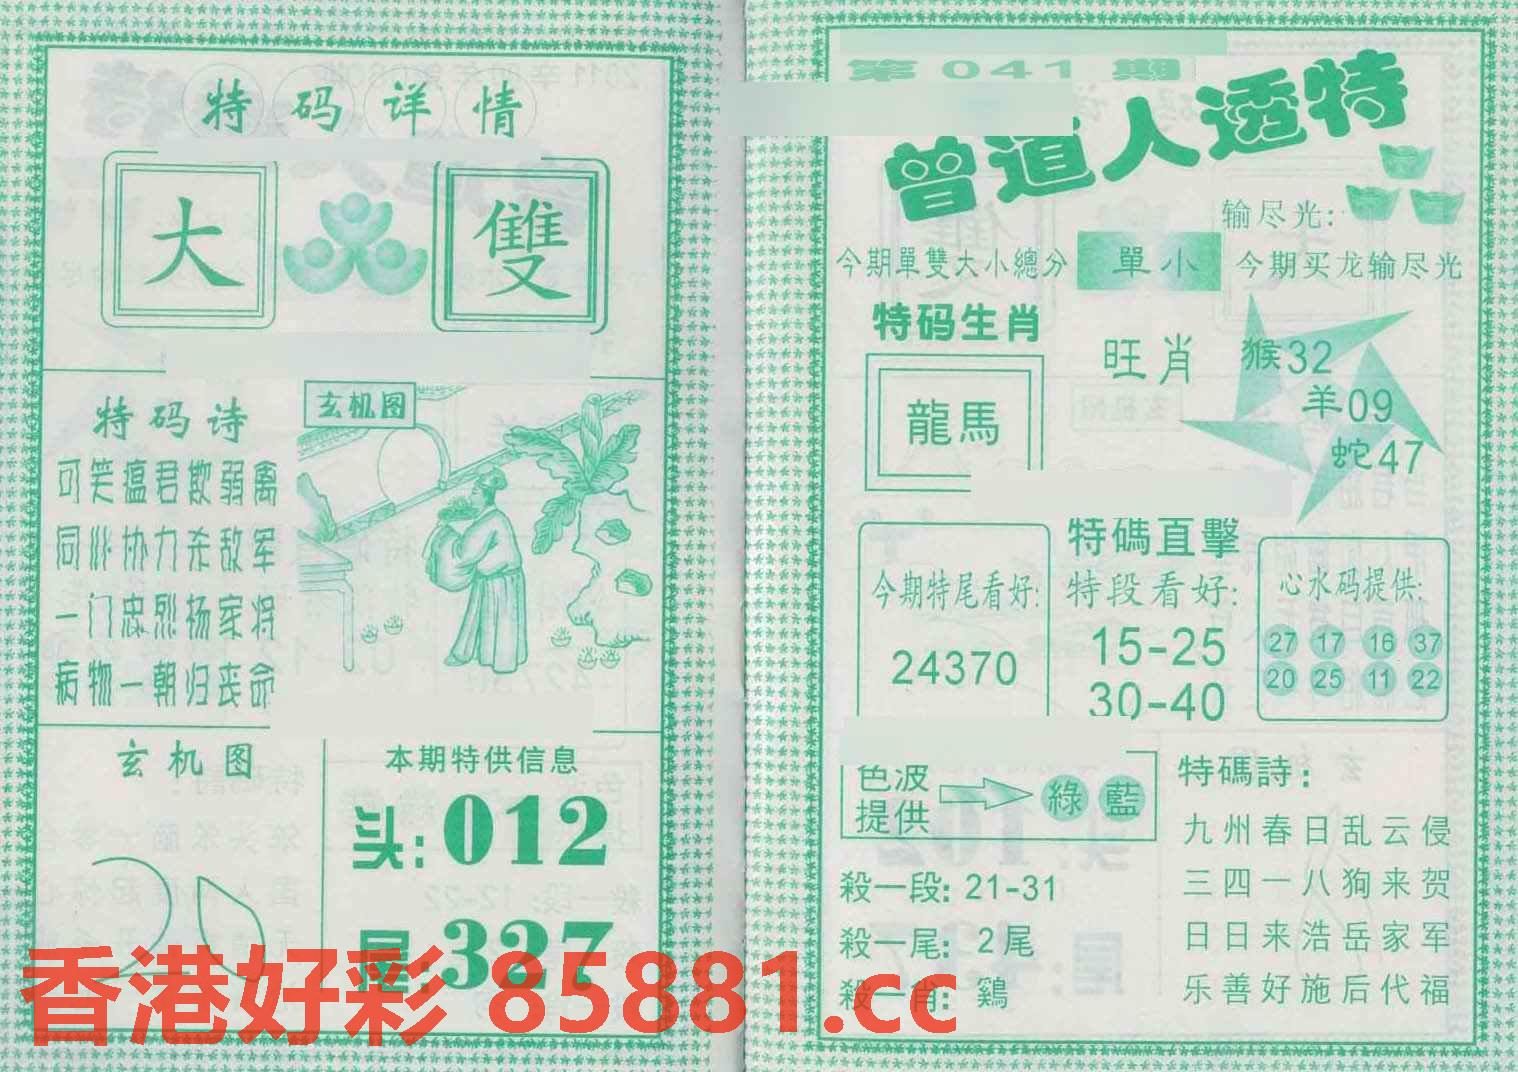 特码详情
大 雙
特码诗
可笑瘟君欺弱禽
同心协力杀敌军
一门忠烈杨家将
病物一朝归丧命
玄机图
玄机图
本期特供信息
头:012
尾:327
第041期
曾道人透特
输尽光:
今期單雙大小總分 單小 今期买龙输尽光
特码生肖
龍馬
旺肖
猴32
羊09
蛇47
今期特尾看好:
24370
特碼直擊
特段看好:
15-25
30-40
心水码提供:
27 17 16 37
20 25 11 22
色波
提供
綠 藍
殺一段: 21-31
殺一尾: 2尾
殺一肖: 鷄
特碼詩:
九州春日乱云侵
三四一八狗来贺
日日来浩岳家军
乐善好施后代福
香港好彩 85881.cc